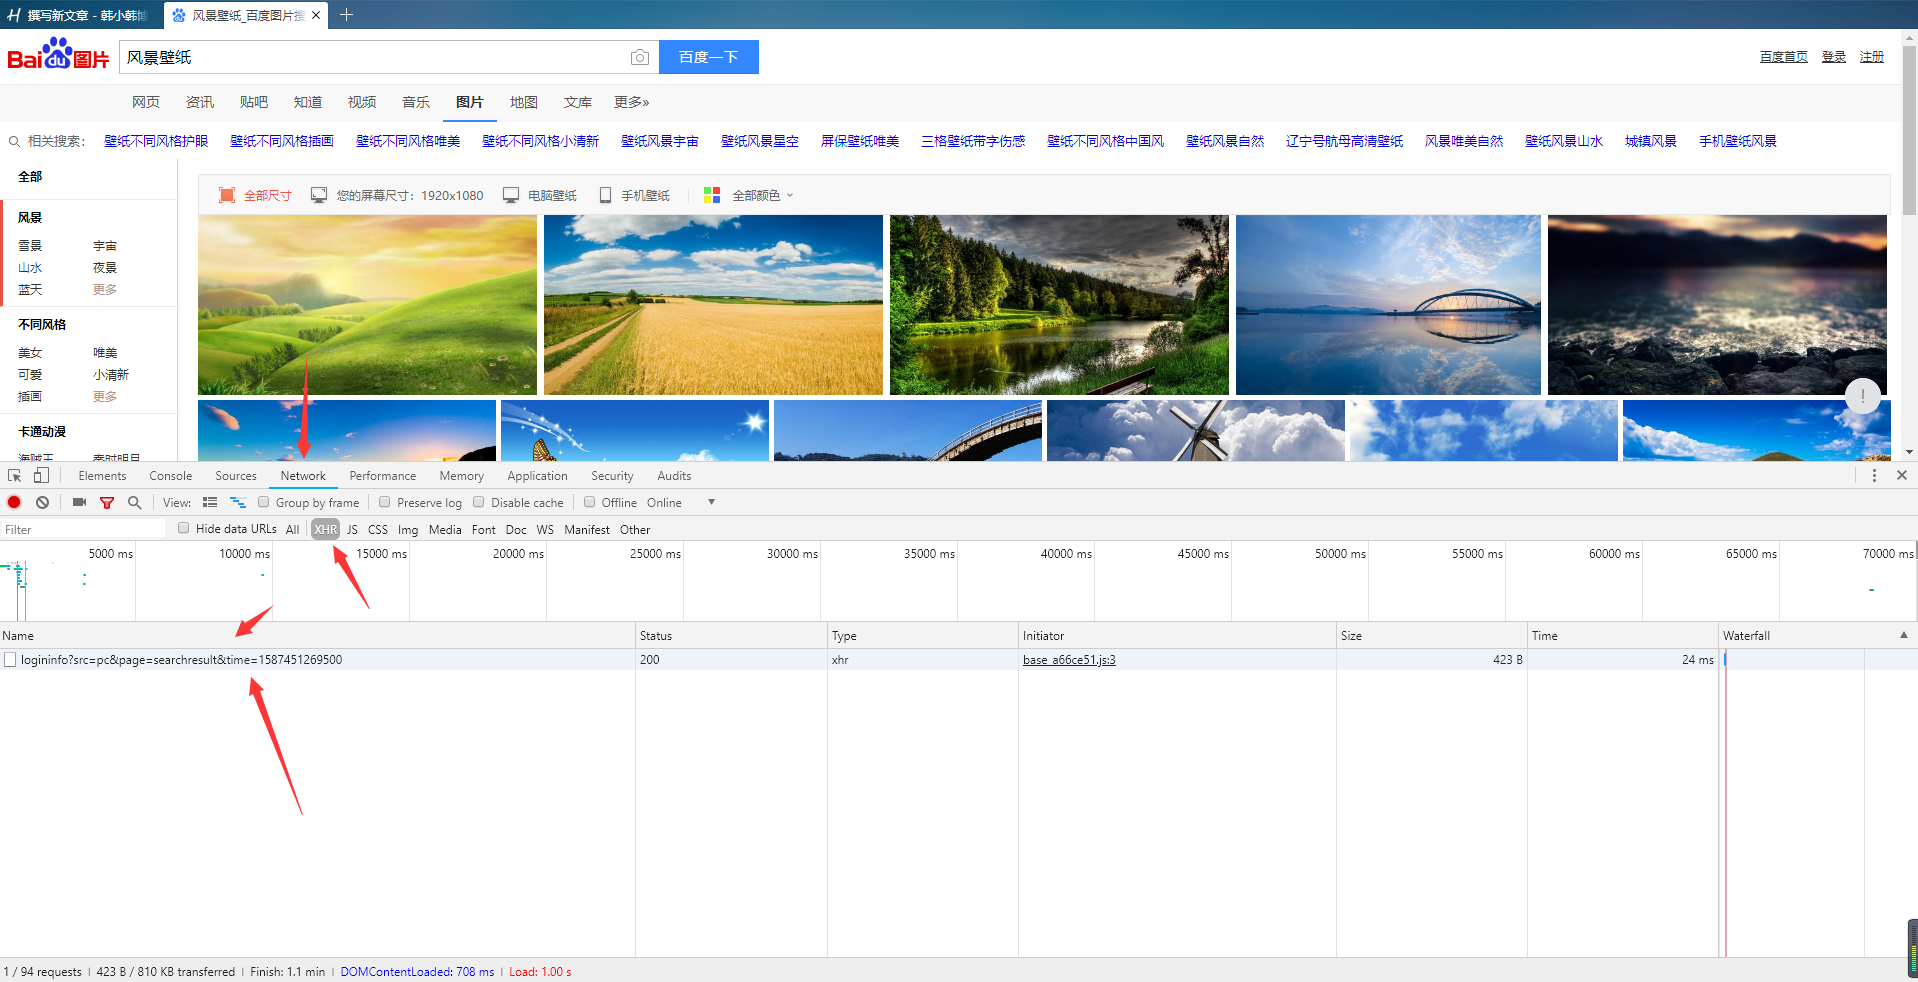 撰写新文章 - 韩小韩博
风景壁纸_百度图片搜
Bai du 图片
风景壁纸
百度一下
百度首页 登录 注册
网页 资讯 贴吧 知道 视频 音乐 图片 地图 文库 更多»
相关搜索： 壁纸不同风格护眼 壁纸不同风格插画 壁纸不同风格唯美 壁纸不同风格小清新 壁纸风景宇宙 壁纸风景星空 屏保壁纸唯美 三格壁纸带字伤感 壁纸不同风格中国风 壁纸风景自然 辽宁号航母高清壁纸 风景唯美自然 壁纸风景山水 城镇风景 手机壁纸风景
全部
全部尺寸 您的屏幕尺寸：1920x1080 电脑壁纸 手机壁纸 全部颜色
风景
雪景 宇宙
山水 夜景
蓝天 更多
不同风格
美女 唯美
可爱 小清新
插画 更多
卡通动漫
海贼王 秦时明月
Elements Console Sources Network Performance Memory Application Security Audits
View: Group by frame Preserve log Disable cache Offline Online
Filter Hide data URLs All XHR JS CSS Img Media Font Doc WS Manifest Other
5000 ms 10000 ms 15000 ms 20000 ms 25000 ms 30000 ms 35000 ms 40000 ms 45000 ms 50000 ms 55000 ms 60000 ms 65000 ms 70000 ms
Name Status Type Initiator Size Time Waterfall
logininfo?src=pc&page=searchresult&time=1587451269500 200 xhr base_a66ce51.js:3 423 B 24 ms
1 / 94 requests | 423 B / 810 KB transferred | Finish: 1.1 min | DOMContentLoaded: 708 ms | Load: 1.00 s